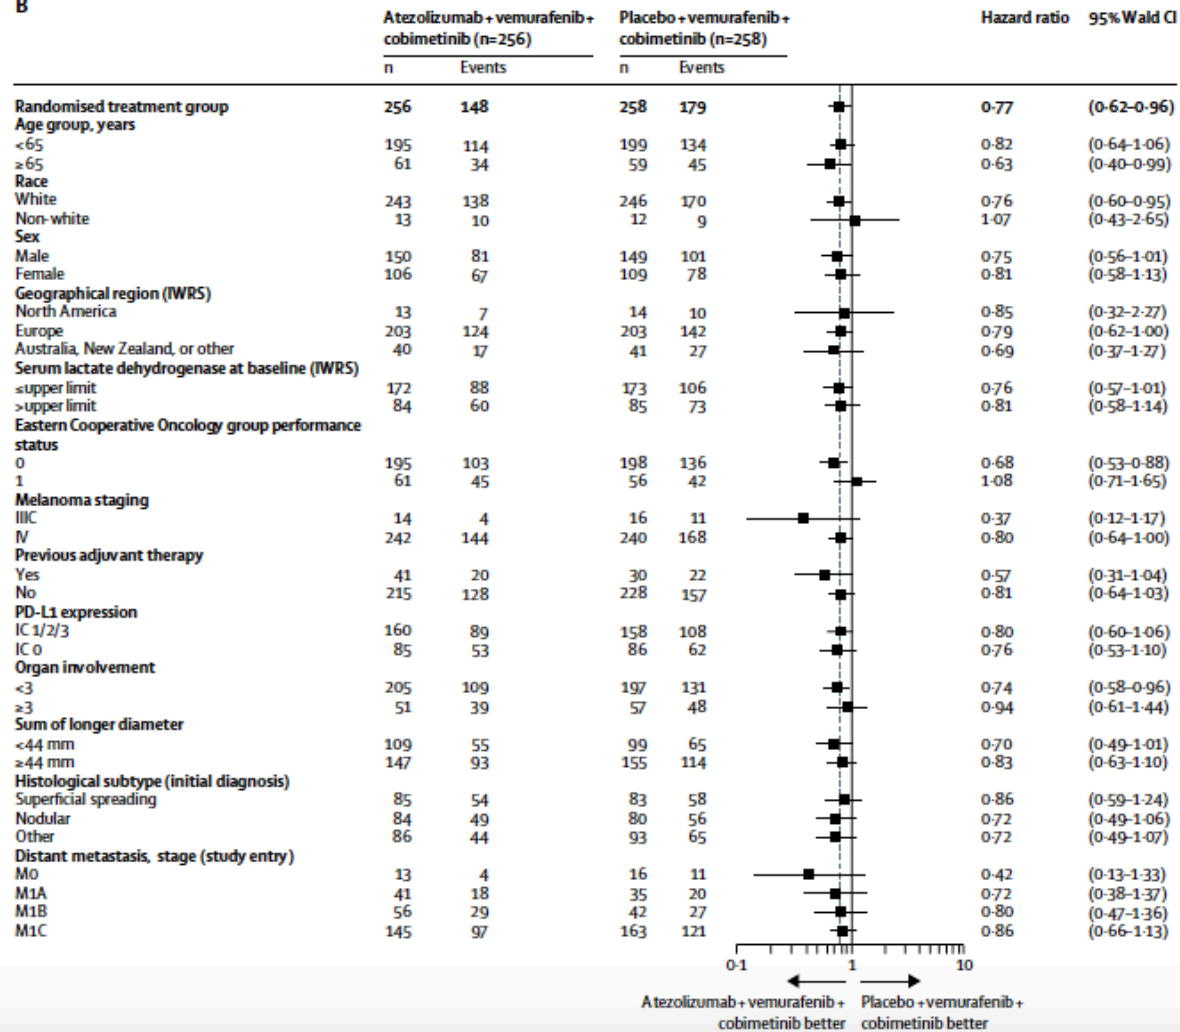 B
Atezolizumab+vemurafenib+ Placebo+vemurafenib+ Hazard ratio 95% Wald CI
cobimetinib (n=256) cobimetinib (n=258)
n Events n Events
Randomised treatment group 256 148 258 179 0·77 (0·62–0·96)
Age group, years
<65 195 114 199 134 0·82 (0·64–1·06)
≥65 61 34 59 45 0·63 (0·40–0·99)
Race
White 243 138 246 170 0·76 (0·60–0·95)
Non-white 13 10 12 9 1·07 (0·43–2·65)
Sex
Male 150 81 149 101 0·75 (0·56–1·01)
Female 106 67 109 78 0·81 (0·58–1·13)
Geographical region (IWRS)
North America 13 7 14 10 0·85 (0·32–2·27)
Europe 203 124 203 142 0·79 (0·62–1·00)
Australia, New Zealand, or other 40 17 41 27 0·69 (0·37–1·27)
Serum lactate dehydrogenase at baseline (IWRS)
≤upper limit 172 88 173 106 0·76 (0·57–1·01)
>upper limit 84 60 85 73 0·81 (0·58–1·14)
Eastern Cooperative Oncology group performance
status
0 195 103 198 136 0·68 (0·53–0·88)
1 61 45 56 42 1·08 (0·71–1·65)
Melanoma staging
IIIC 14 4 16 11 0·37 (0·12–1·17)
IV 242 144 240 168 0·80 (0·64–1·00)
Previous adjuvant therapy
Yes 41 20 30 22 0·57 (0·31–1·04)
No 215 128 228 157 0·81 (0·64–1·03)
PD-L1 expression
IC 1/2/3 160 89 158 108 0·80 (0·60–1·06)
IC 0 85 53 86 62 0·76 (0·53–1·10)
Organ involvement
<3 205 109 197 131 0·74 (0·58–0·96)
≥3 51 39 57 48 0·94 (0·61–1·44)
Sum of longer diameter
<44 mm 109 55 99 65 0·70 (0·49–1·01)
≥44 mm 147 93 155 114 0·83 (0·63–1·10)
Histological subtype (initial diagnosis)
Superficial spreading 85 54 83 58 0·86 (0·59–1·24)
Nodular 84 49 80 56 0·72 (0·49–1·06)
Other 86 44 93 65 0·72 (0·49–1·07)
Distant metastasis, stage (study entry)
M0 13 4 16 11 0·42 (0·13–1·33)
M1A 41 18 35 20 0·72 (0·38–1·37)
M1B 56 29 42 27 0·80 (0·47–1·36)
M1C 145 97 163 121 0·86 (0·66–1·13)
0·1 1 10
Atezolizumab+vemurafenib+ Placebo+vemurafenib+
cobimetinib better cobimetinib better